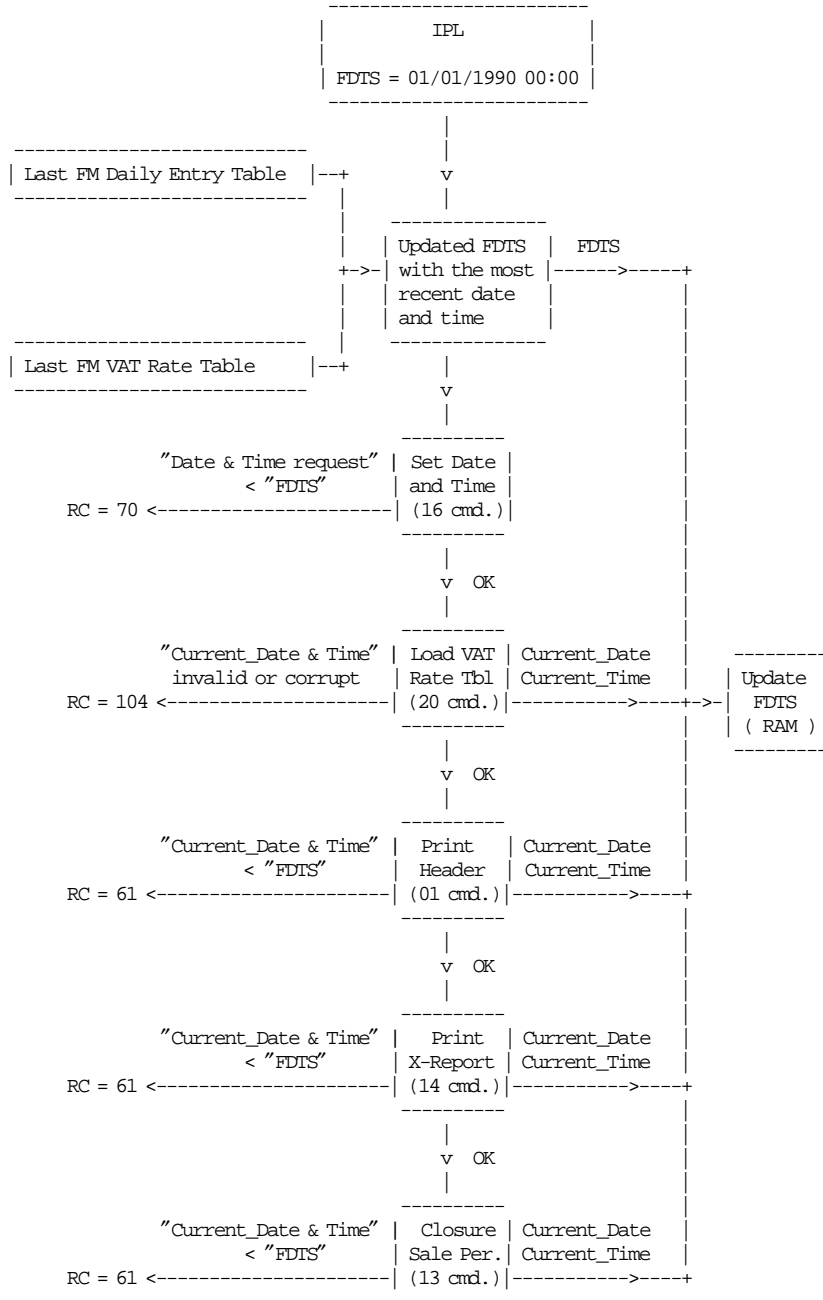 IPL
FDTS = 01/01/1990 00:00
Last FM Daily Entry Table
Updated FDTS
with the most
recent date
and time
FDTS
Last FM VAT Rate Table
"Date & Time request"
< "FDTS"
RC = 70 <
Set Date
and Time
(16 cmd.)
v OK
"Current_Date & Time"
invalid or corrupt
RC = 104 <
Load VAT
Rate Tbl
(20 cmd.)
Current_Date
Current_Time
Update
FDTS
( RAM )
v OK
"Current_Date & Time"
< "FDTS"
RC = 61 <
Print
Header
(01 cmd.)
Current_Date
Current_Time
v OK
"Current_Date & Time"
< "FDTS"
RC = 61 <
Print
X-Report
(14 cmd.)
Current_Date
Current_Time
v OK
"Current_Date & Time"
< "FDTS"
RC = 61 <
Closure
Sale Per.
(13 cmd.)
Current_Date
Current_Time